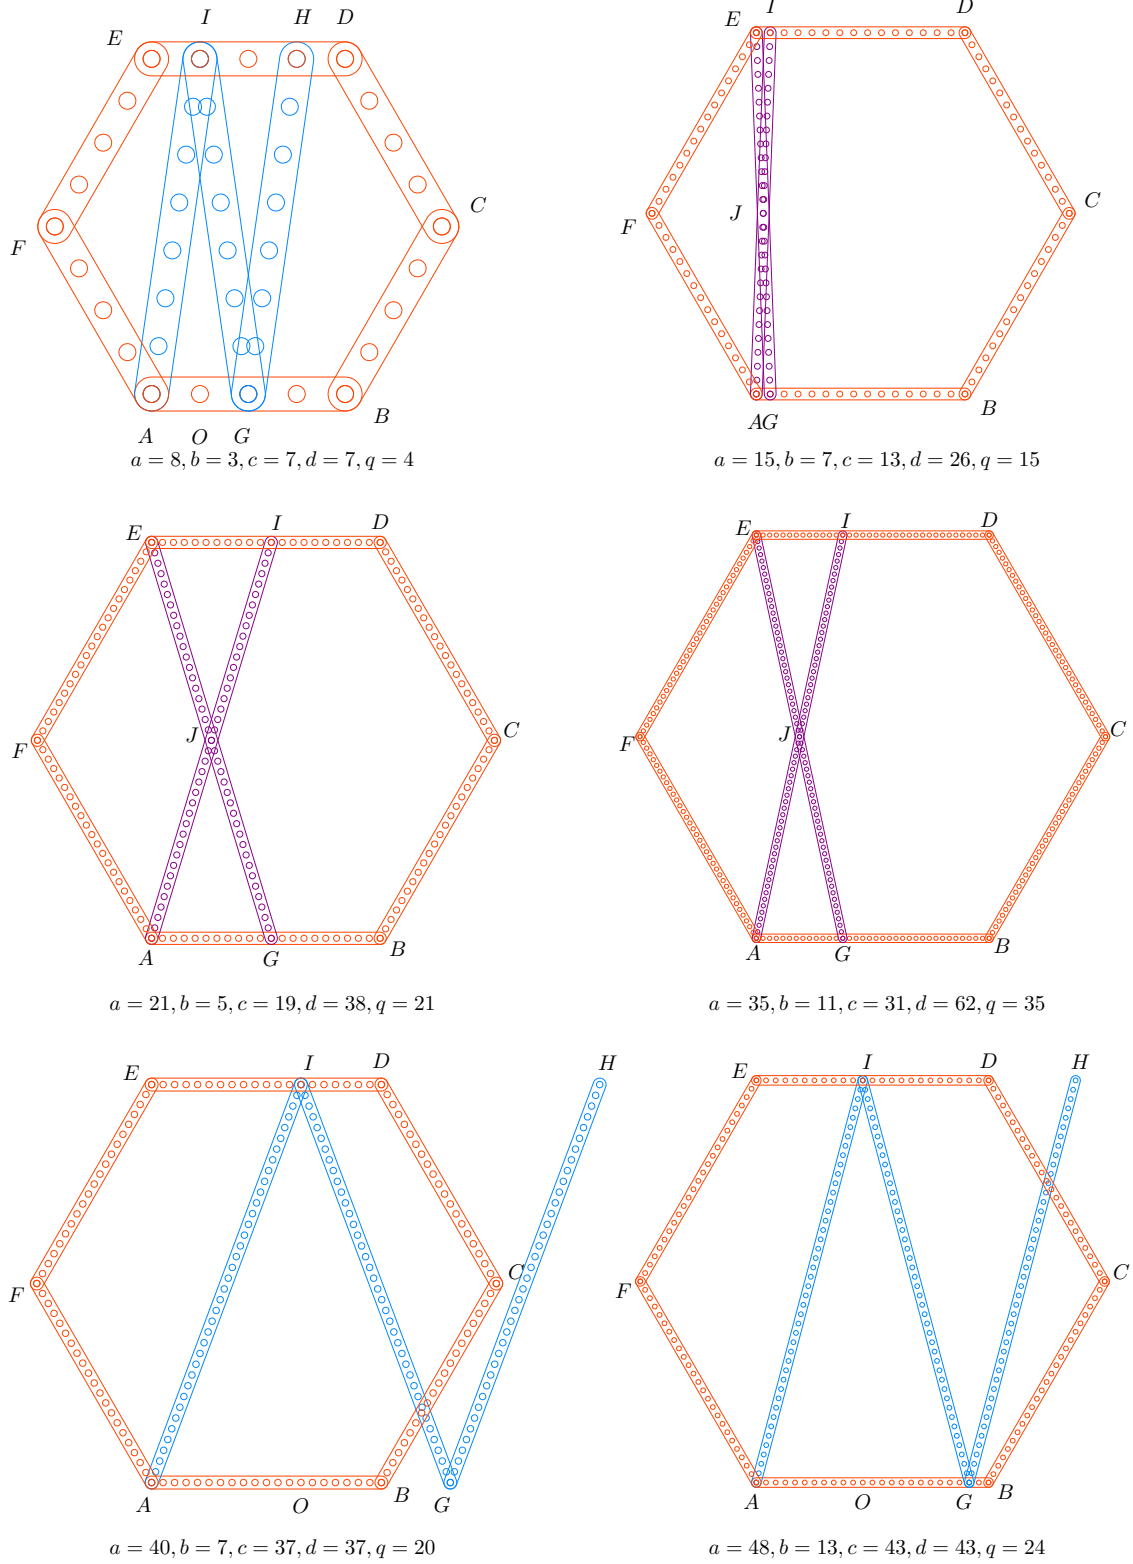 I H D
E
C
F
A O G B
a = 8, b = 3, c = 7, d = 7, q = 4
I D
E
C
J
F
AG B
a = 15, b = 7, c = 13, d = 26, q = 15
E I D
J C
F
A G B
a = 21, b = 5, c = 19, d = 38, q = 21
E I D
F J C
A G B
a = 35, b = 11, c = 31, d = 62, q = 35
E I D H
C
F
A O B G
a = 40, b = 7, c = 37, d = 37, q = 20
E I D H
F C
A O G B
a = 48, b = 13, c = 43, d = 43, q = 24